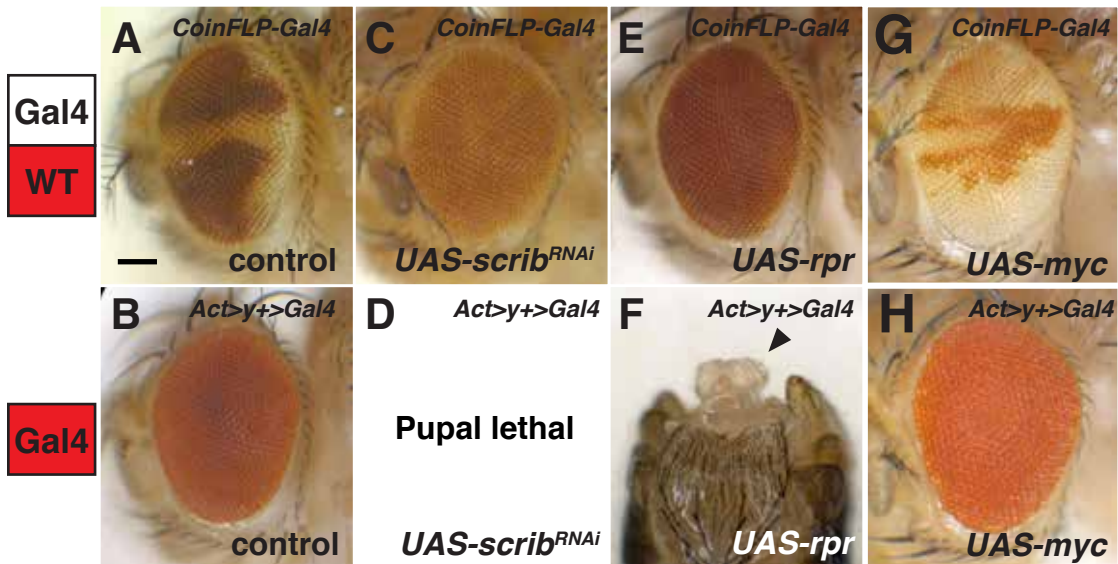 Gal4
WT
A CoinFLP-Gal4
control
C CoinFLP-Gal4
UAS-scribRNAi
E CoinFLP-Gal4
UAS-rpr
G CoinFLP-Gal4
UAS-myc
Gal4
B Act>y+>Gal4
control
D Act>y+>Gal4
Pupal lethal
UAS-scribRNAi
F Act>y+>Gal4
UAS-rpr
H Act>y+>Gal4
UAS-myc